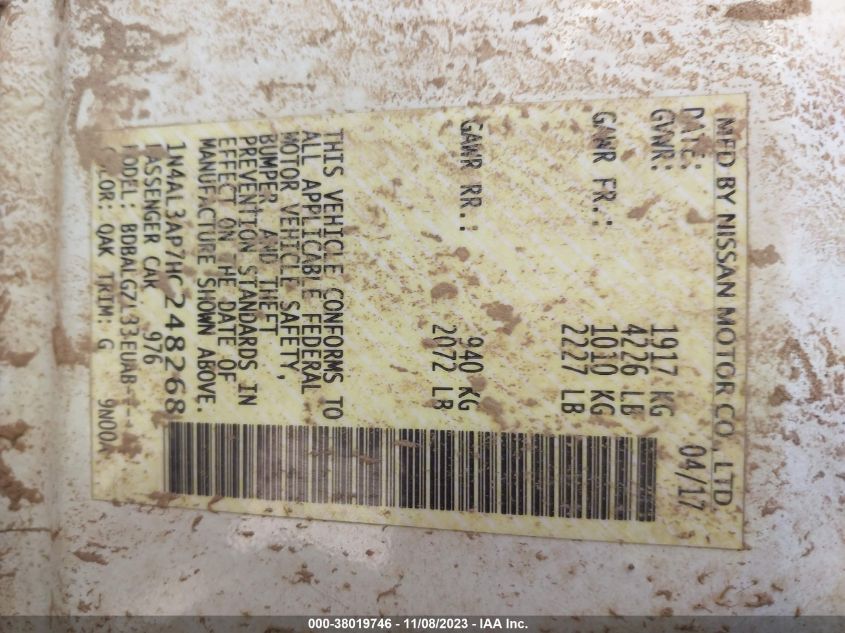 MFD BY NISSAN MOTOR CO., LTD
DATE: 04/17
GVWR: 1917 KG
4226 LB
GAWR FR.: 1010 KG
2227 LB
GAWR RR.: 940 KG
2072 LB
THIS VEHICLE CONFORMS TO
ALL APPLICABLE FEDERAL
MOTOR VEHICLE SAFETY,
BUMPER AND THEFT
PREVENTION STANDARDS IN
EFFECT ON THE DATE OF
MANUFACTURE SHOWN ABOVE.
1N4AL3AP7HC248268
PASSENGER CAR 976
MODEL: BDBALGZL33EUAB----
COLOR: QAK TRIM: G 9N00A
000-38019746 - 11/08/2023 - IAA Inc.